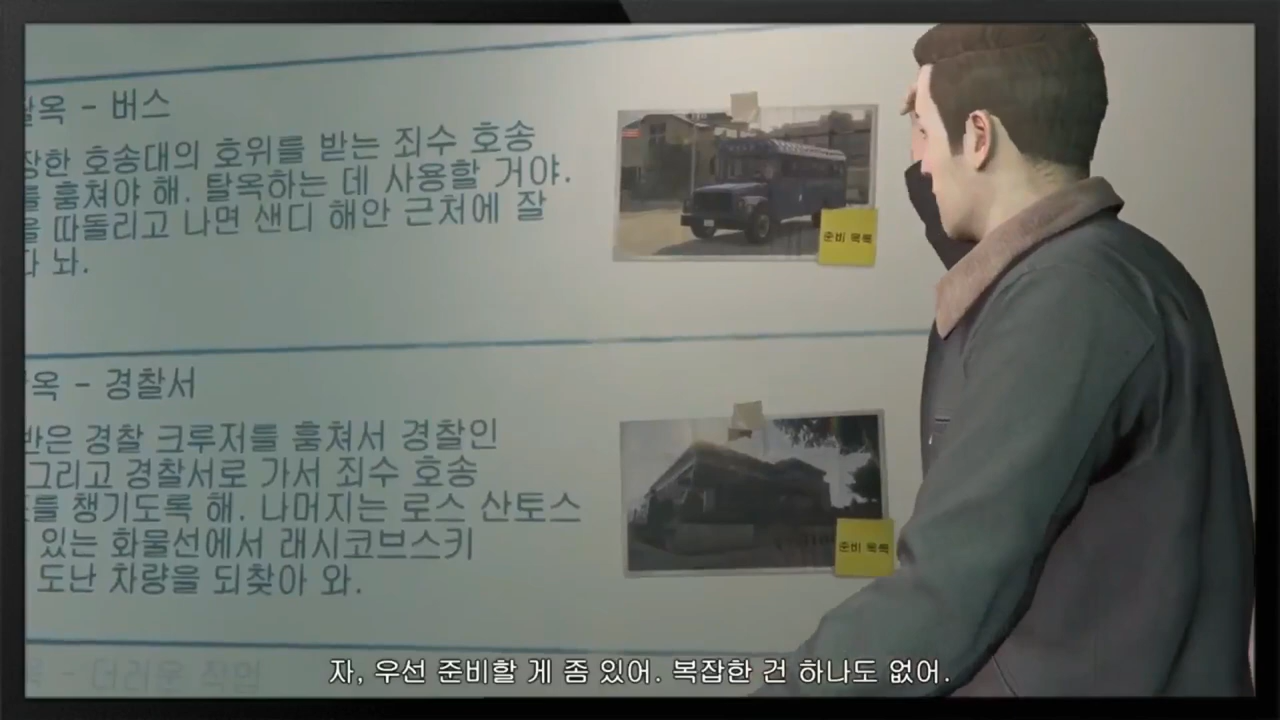 탈옥 - 버스
장한 호송대의 호위를 받는 죄수 호송
를 훔쳐야 해. 탈옥하는 데 사용할 거야.
을 따돌리고 나면 샌디 해안 근처에 잘
다 놔.
준비 목록
옥 - 경찰서
반은 경찰 크루저를 훔쳐서 경찰인
그리고 경찰서로 가서 죄수 호송
를 챙기도록 해. 나머지는 로스 산토스
있는 화물선에서 래시코브스키
도난 차량을 되찾아 와.
준비 목록
옥 - 더러운 작업
자, 우선 준비할 게 좀 있어. 복잡한 건 하나도 없어.